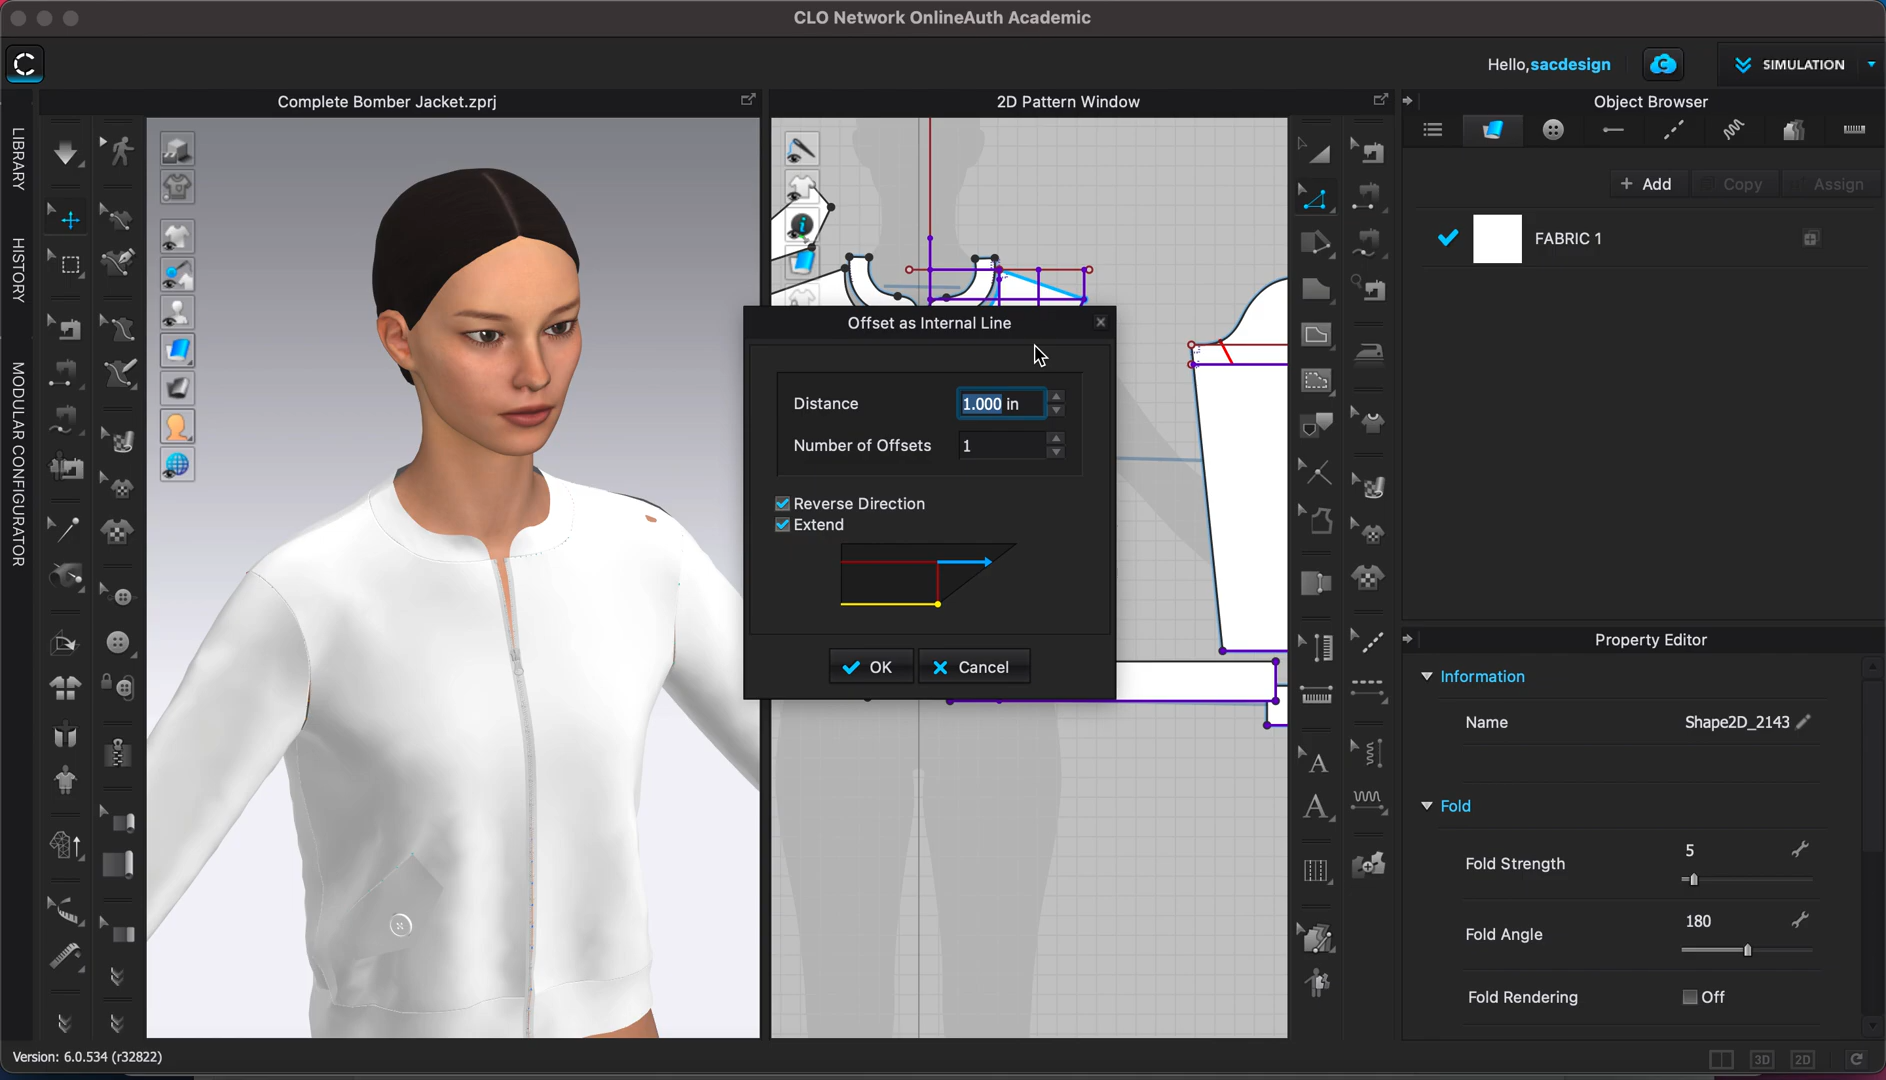 CLO Network OnlineAuth Academic
Hello,sacdesign
SIMULATION
Complete Bomber Jacket.zprj
2D Pattern Window
Object Browser
LIBRARY
HISTORY
MODULAR CONFIGURATOR
+ Add
Copy
Assign
FABRIC 1
Offset as Internal Line
Distance
1.000 in
Number of Offsets
1
Reverse Direction
Extend
OK
Cancel
Property Editor
Information
Name
Shape2D_2143
Fold
Fold Strength
5
Fold Angle
180
Fold Rendering
Off
Version: 6.0.534 (r32822)
3D
2D